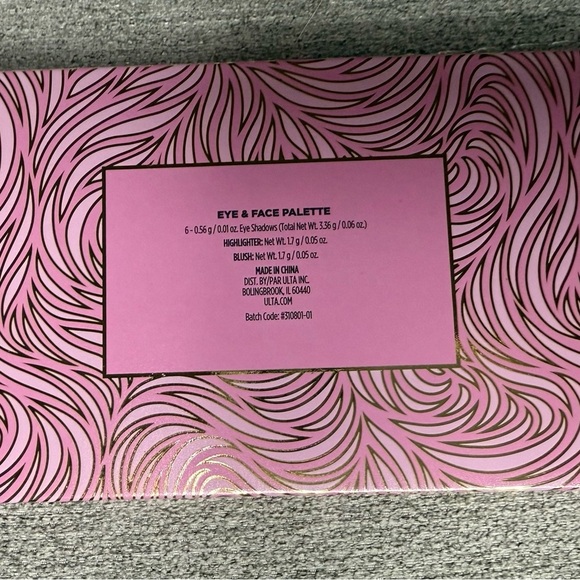 EYE & FACE PALETTE
6 - 0.56 g / 0.01 oz. Eye Shadows (Total Net Wt. 3.36 g / 0.06 oz.)
HIGHLIGHTER: Net Wt. 1.7 g / 0.05 oz.
BLUSH: Net Wt. 1.7 g / 0.05 oz.
MADE IN CHINA
DIST. BY/PAR ULTA INC.
BOLINGBROOK, IL 60440
ULTA.COM
Batch Code: #310801-01